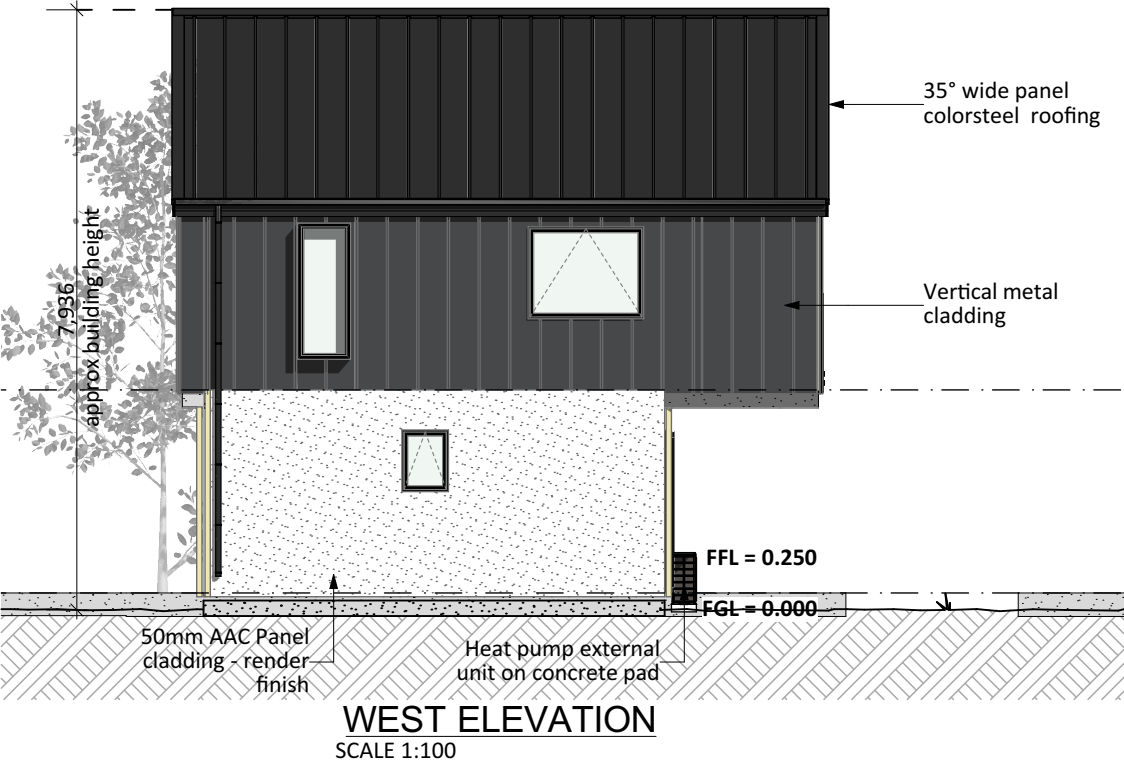 35° wide panel
colorsteel roofing
7,936
approx building height
Vertical metal
cladding
FFL = 0.250
FGL = 0.000
50mm AAC Panel
cladding - render
finish
Heat pump external
unit on concrete pad
WEST ELEVATION
SCALE 1:100